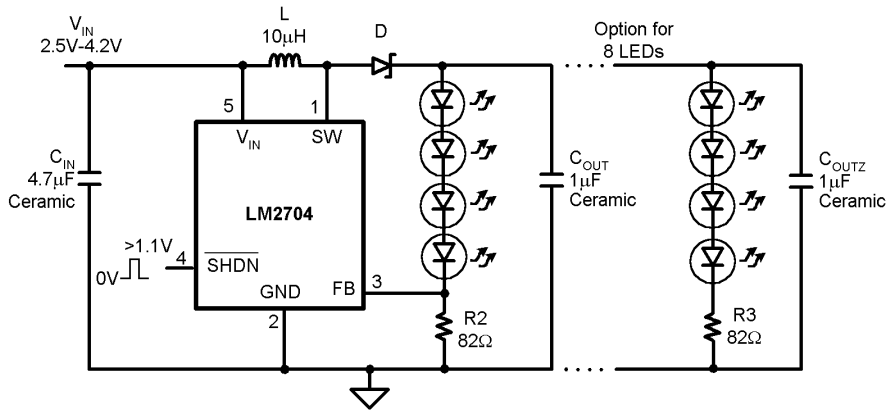 V_IN
2.5V-4.2V
L
10μH
D
Option for
8 LEDs
5
1
V_IN
SW
C_IN
4.7μF
Ceramic
LM2704
C_OUT
1μF
Ceramic
C_OUTZ
1μF
Ceramic
>1.1V
0V
4
SHDN
GND
FB
3
2
R2
82Ω
R3
82Ω